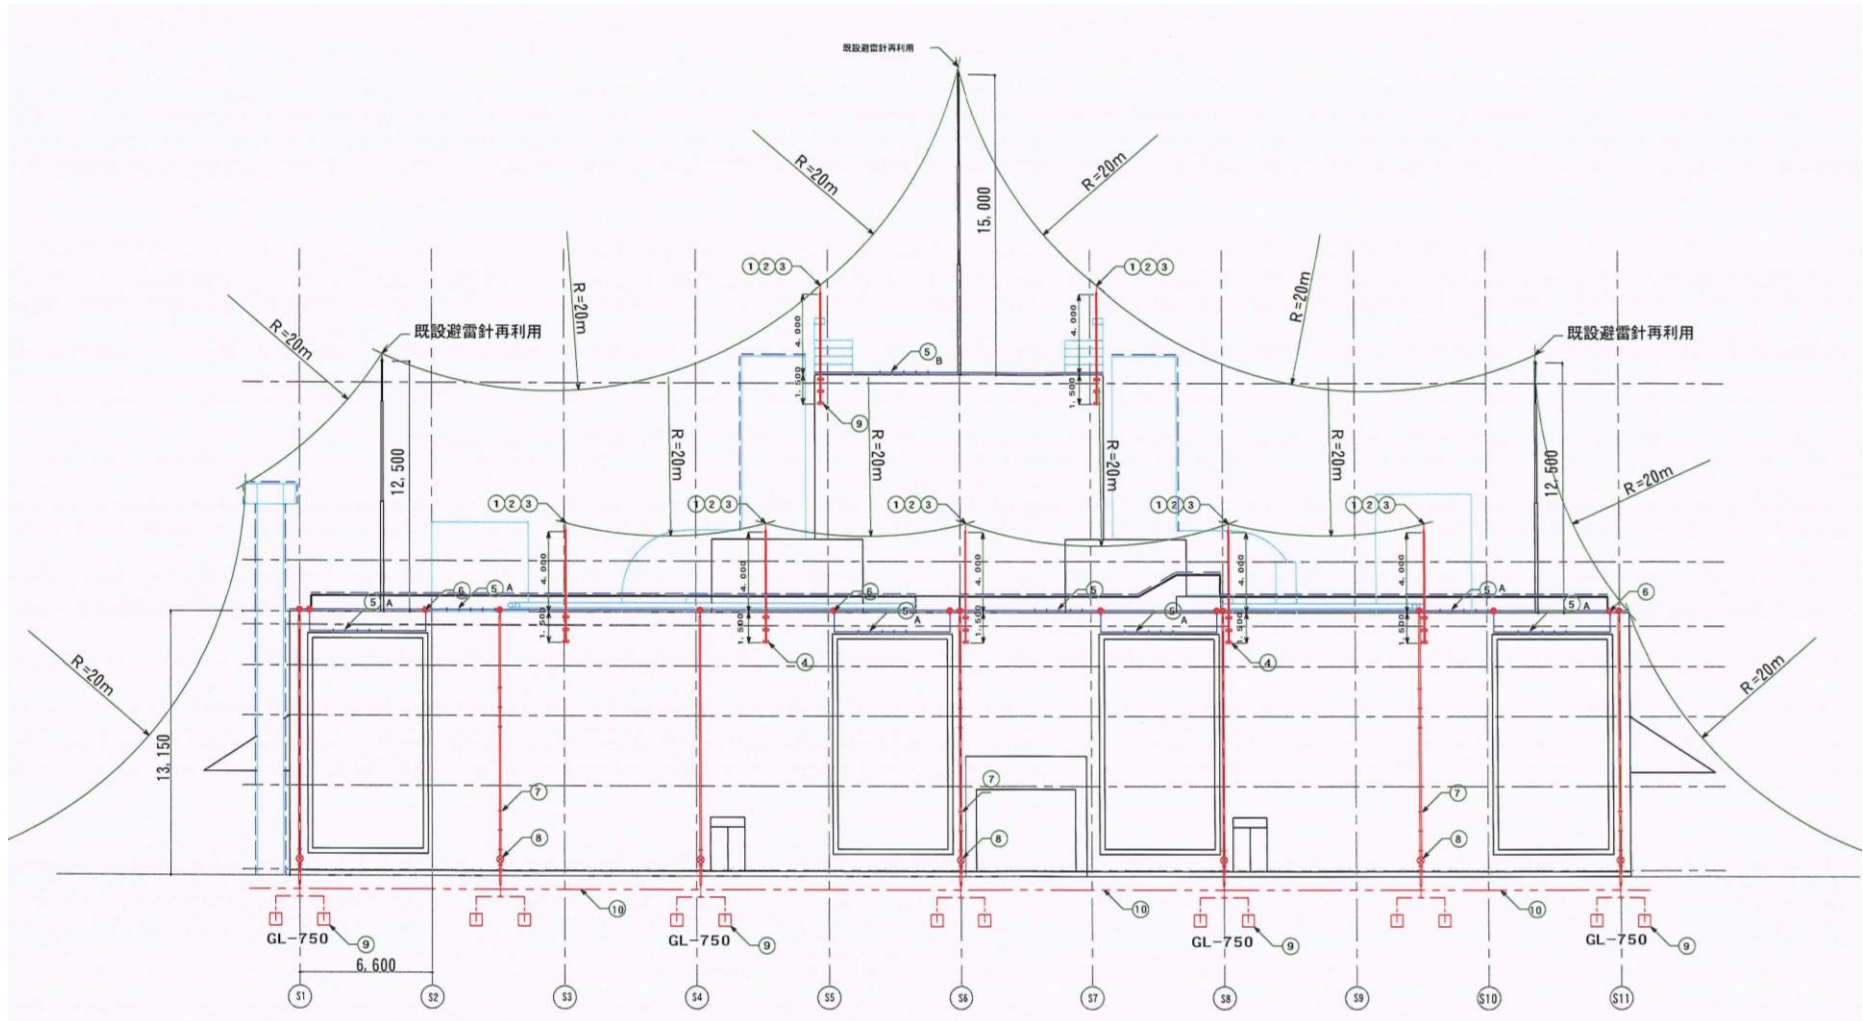 既設避雷針再利用
R=20m
R=20m
15,000
①②③
①②③
R=20m
R=20m
R=20m
既設避雷針再利用
既設避雷針再利用
4.000
4.000
⑤B
1.500
1.500
⑨
12,500
R=20m
R=20m
R=20m
R=20m
12,500
R=20m
①②③
①②③
①②③
①②③
①②③
4.000
4.000
4.000
4.000
4.000
⑤A
⑥
⑤A
⑥
⑤A
⑤
⑤A
⑤A
⑤A
⑥
1.500
1.500
1.500
1.500
1.500
④
④
R=20m
R=20m
13,150
⑦
⑦
⑦
⑧
⑧
⑧
⑩
⑩
⑩
GL-750
⑨
GL-750
⑨
GL-750
⑨
GL-750
⑨
6,600
S1
S2
S3
S4
S5
S6
S7
S8
S9
S10
S11